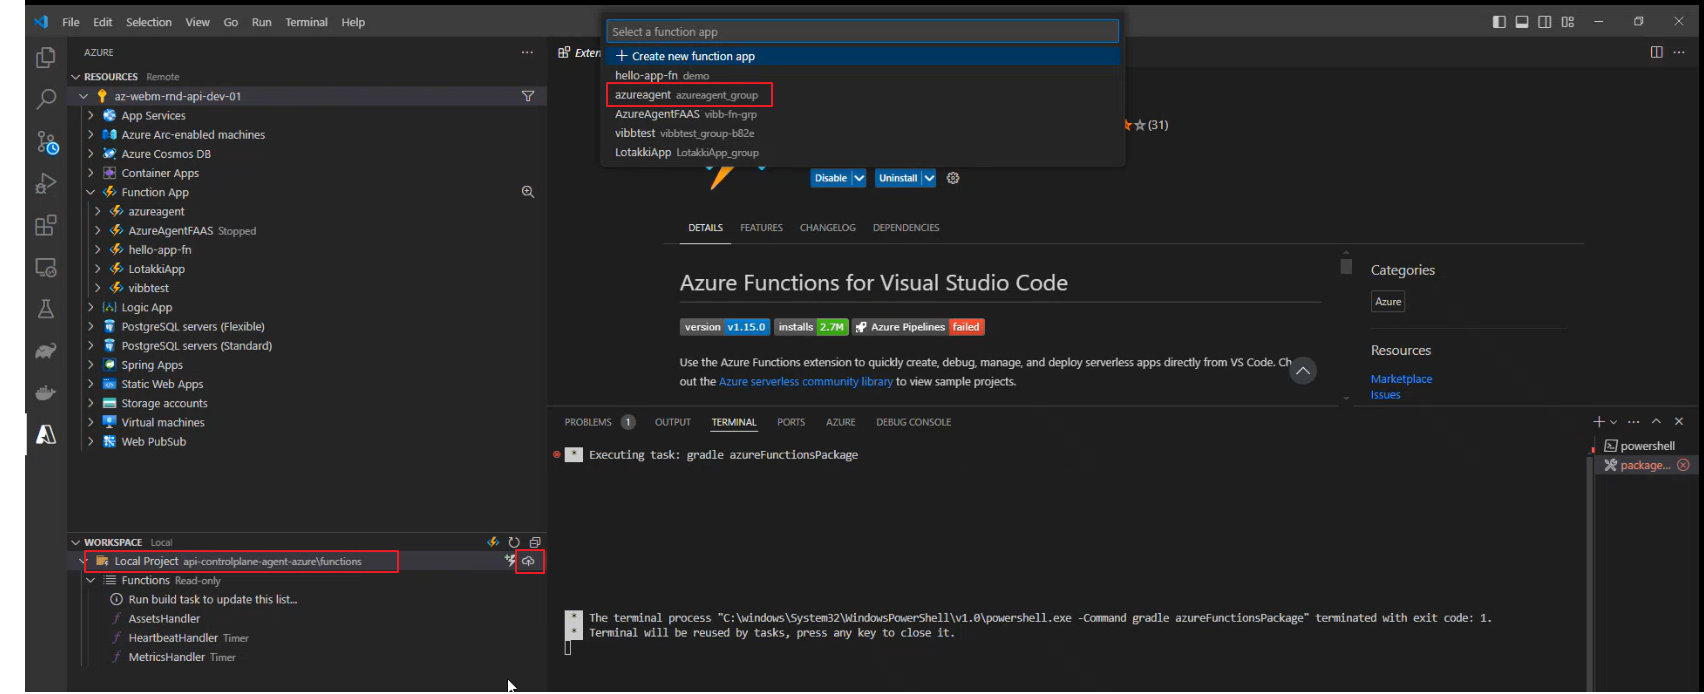 File Edit Selection View Go Run Terminal Help
Select a function app
Create new function app
hello-app-fn demo
azureagent azureagent_group
AzureAgentFAAS vibb-fn-grp
vibbtest vibbtest_group-b82e
LotakkiApp LotakkiApp_group
AZURE
RESOURCES Remote
az-webm-rnd-api-dev-01
App Services
Azure Arc-enabled machines
Azure Cosmos DB
Container Apps
Function App
azureagent
AzureAgentFAAS Stopped
hello-app-fn
LotakkiApp
vibbtest
Logic App
PostgreSQL servers (Flexible)
PostgreSQL servers (Standard)
Spring Apps
Static Web Apps
Storage accounts
Virtual machines
Web PubSub
WORKSPACE Local
Local Project api-controlplane-agent-azure\functions
Functions Read-only
Run build task to update this list...
AssetsHandler
HeartbeatHandler Timer
MetricsHandler Timer
Exten
(31)
Disable Uninstall
DETAILS FEATURES CHANGELOG DEPENDENCIES
Azure Functions for Visual Studio Code
version v1.15.0 installs 2.7M Azure Pipelines failed
Use the Azure Functions extension to quickly create, debug, manage, and deploy serverless apps directly from VS Code. Ch
out the Azure serverless community library to view sample projects.
Categories
Azure
Resources
Marketplace
Issues
PROBLEMS 1 OUTPUT TERMINAL PORTS AZURE DEBUG CONSOLE
* Executing task: gradle azureFunctionsPackage
* The terminal process "C:\windows\System32\WindowsPowerShell\v1.0\powershell.exe -Command gradle azureFunctionsPackage" terminated with exit code: 1.
* Terminal will be reused by tasks, press any key to close it.
powershell
package...